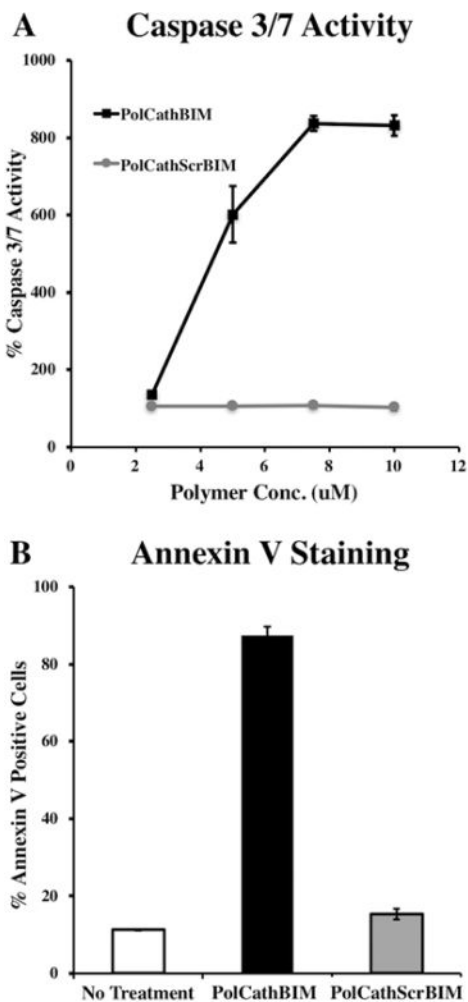 A Caspase 3/7 Activity
1000
800
600
400
200
0
% Caspase 3/7 Activity
PolCathBIM
PolCathScrBIM
0 2 4 6 8 10 12
Polymer Conc. (uM)
B Annexin V Staining
100
80
60
40
20
0
% Annexin V Positive Cells
No Treatment PolCathBIM PolCathScrBIM